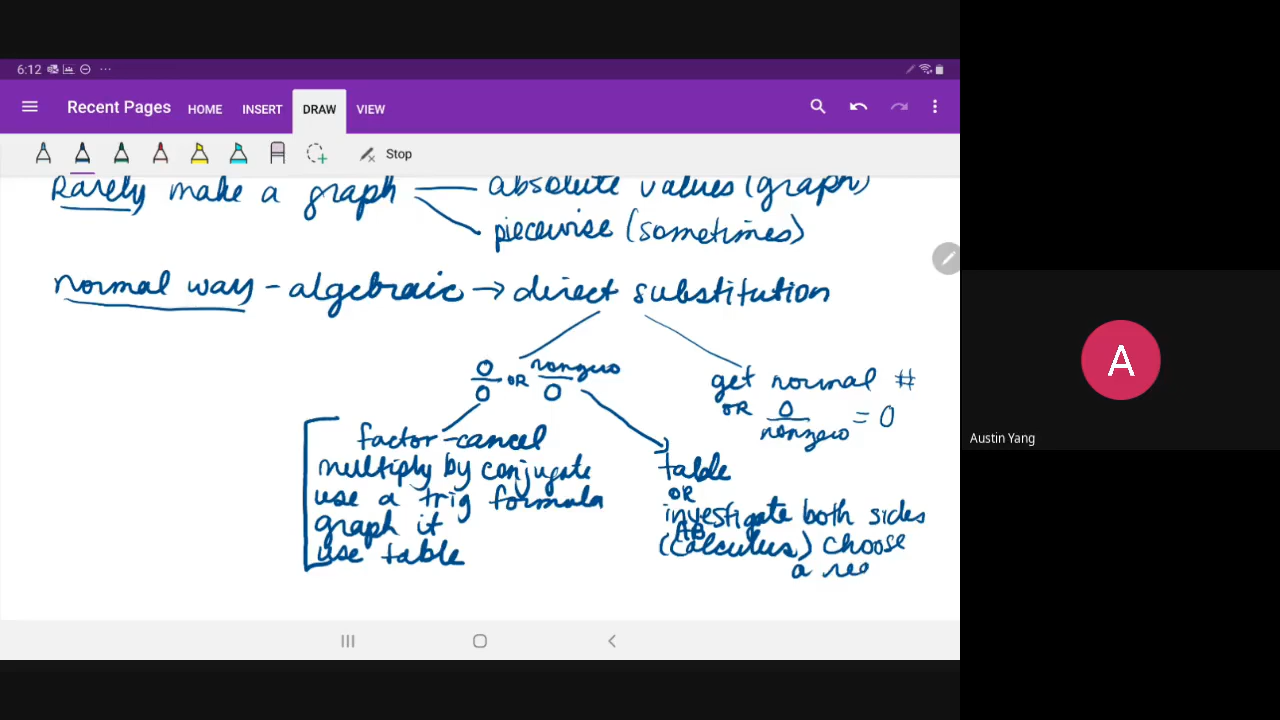 6:12
Recent Pages HOME INSERT DRAW VIEW
Stop
Rarely make a graph absolute values (graph)
piecewise (sometimes)
normal way - algebraic → direct substitution
0/0 OR nonzero/0
get normal #
OR 0/nonzero = 0
factor - cancel
multiply by conjugate
use a trig formula
graph it
use table
table
OR
investigate both sides
AB
(Calculus) choose
a rea
A
Austin Yang